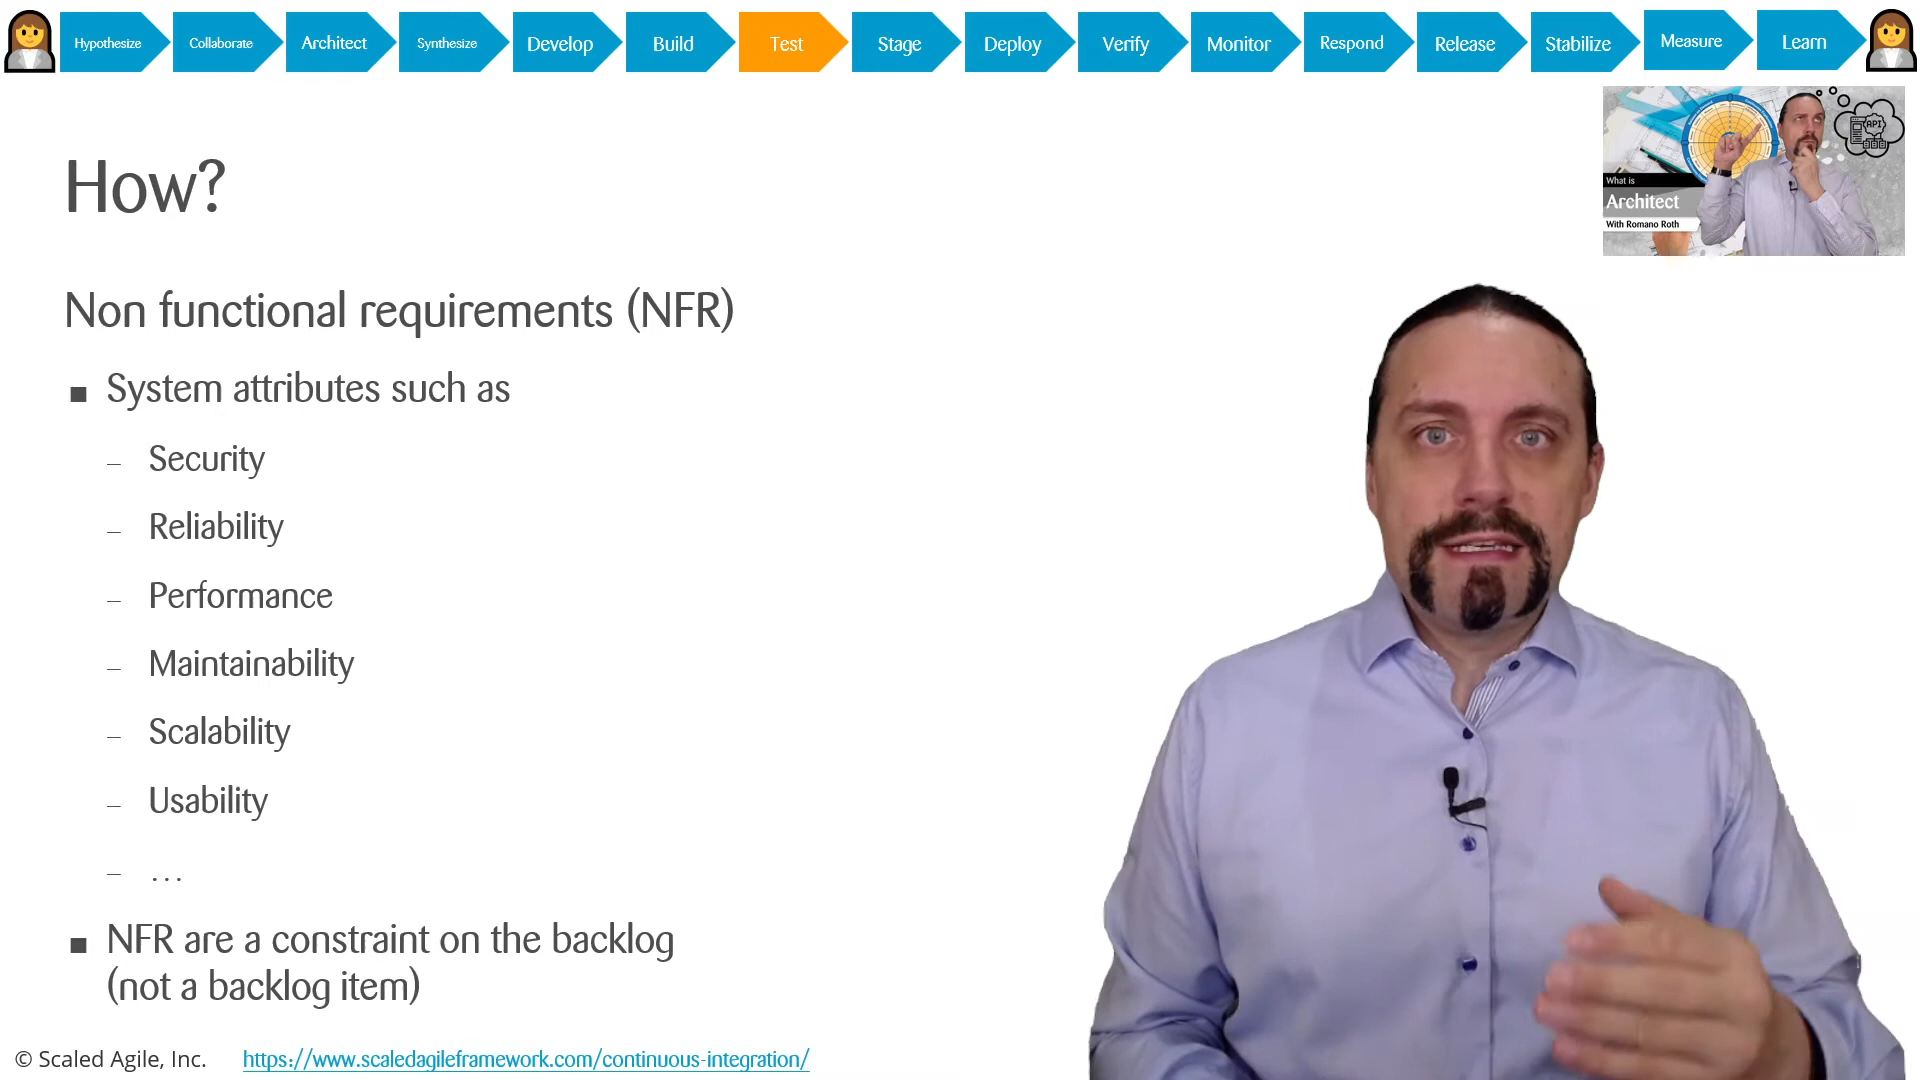 Hypothesize
Collaborate
Architect
Synthesize
Develop
Build
Test
Stage
Deploy
Verify
Monitor
Respond
Release
Stabilize
Measure
Learn
API
What is
Architect
With Romano Roth
How?
Non functional requirements (NFR)
■ System attributes such as
– Security
– Reliability
– Performance
– Maintainability
– Scalability
– Usability
– ...
■ NFR are a constraint on the backlog
(not a backlog item)
© Scaled Agile, Inc. https://www.scaledagileframework.com/continuous-integration/